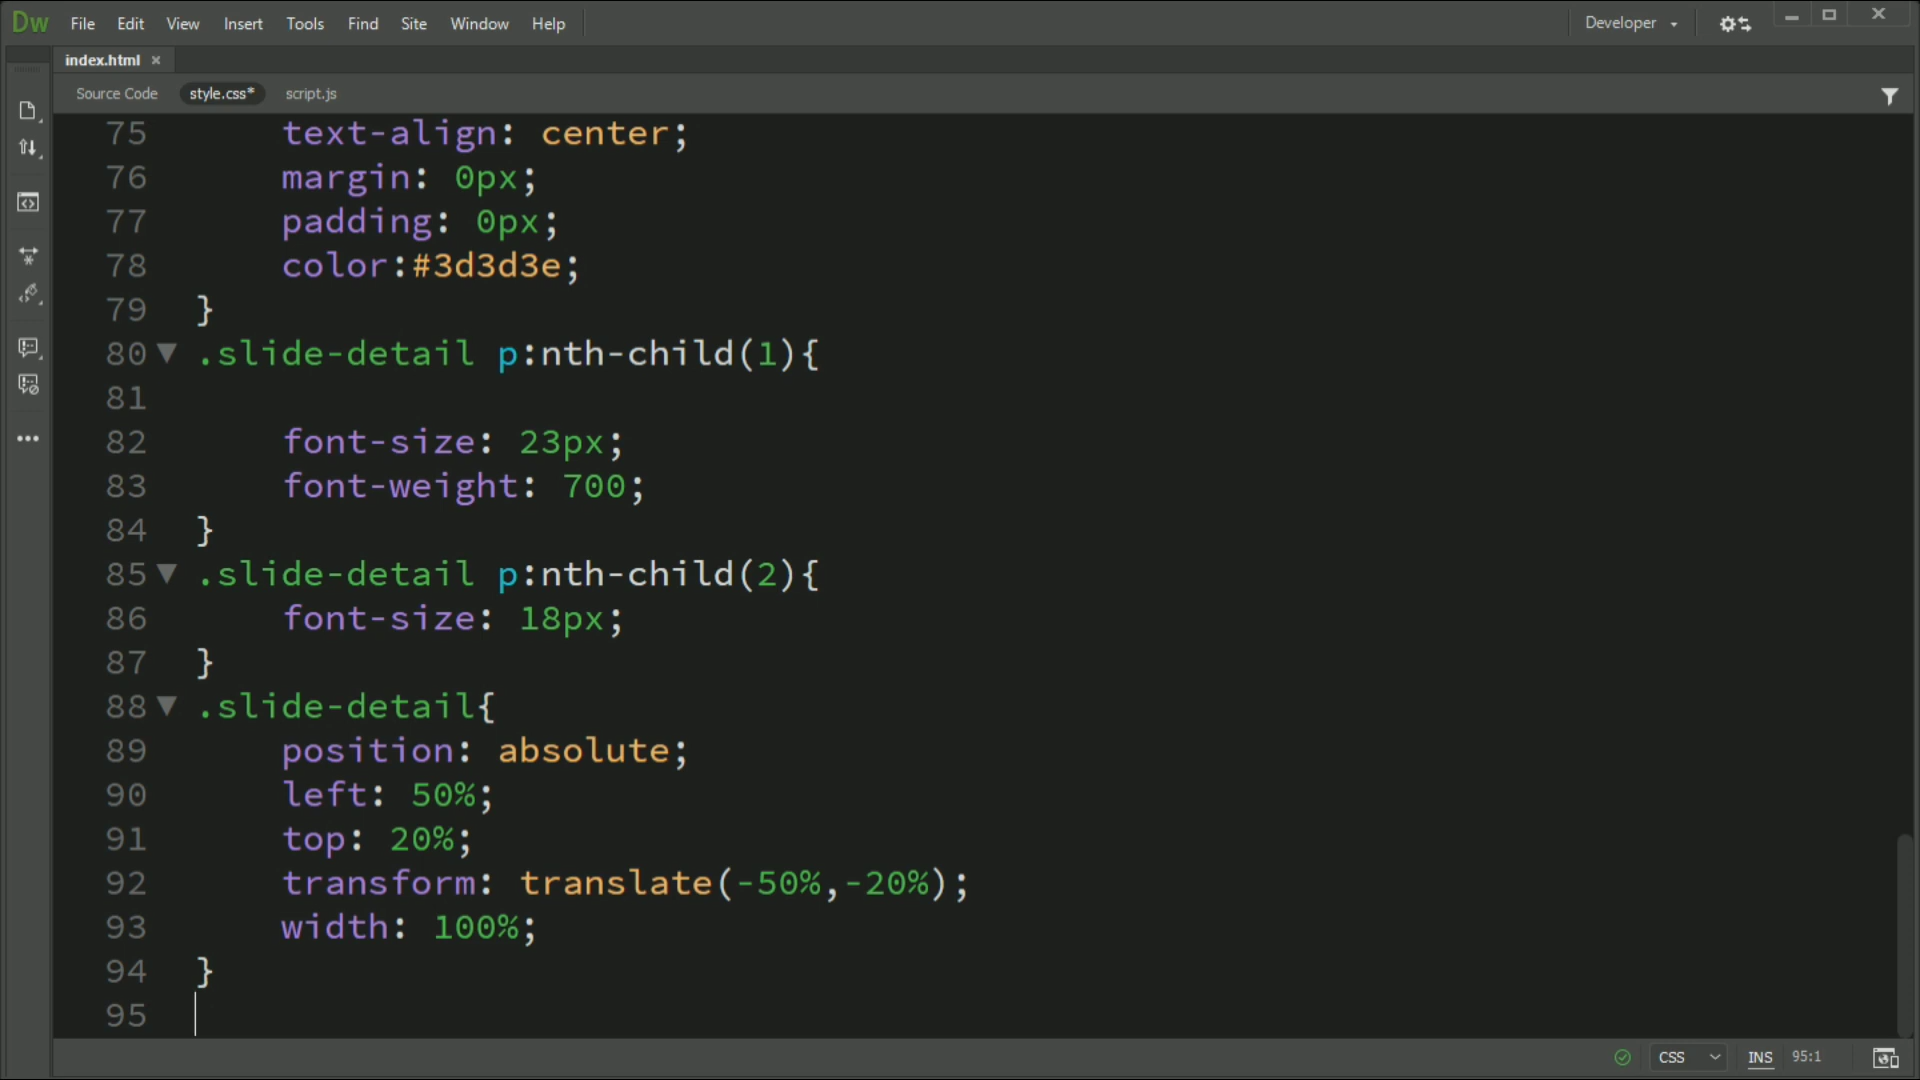 Dw File Edit View Insert Tools Find Site Window Help Developer
index.html
Source Code style.css* script.js
75 text-align: center;
76 margin: 0px;
77 padding: 0px;
78 color:#3d3d3e;
79 }
80 .slide-detail p:nth-child(1){
81
82 font-size: 23px;
83 font-weight: 700;
84 }
85 .slide-detail p:nth-child(2){
86 font-size: 18px;
87 }
88 .slide-detail{
89 position: absolute;
90 left: 50%;
91 top: 20%;
92 transform: translate(-50%,-20%);
93 width: 100%;
94 }
95
CSS INS 95:1